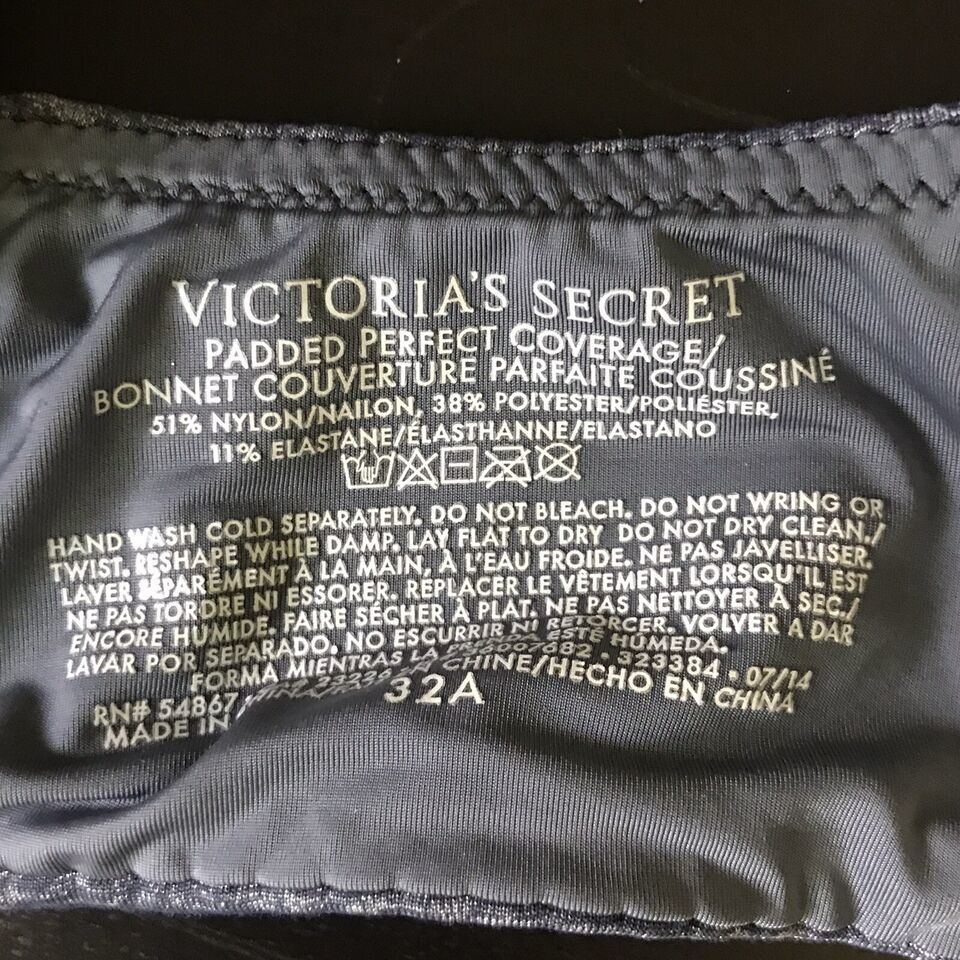 VICTORIA'S SECRET
PADDED PERFECT COVERAGE/
BONNET COUVERTURE PARFAITE COUSSINÉ
51% NYLON/NAILON, 38% POLYESTER/POLIÉSTER,
11% ELASTANE/ÉLASTHANNE/ELASTANO
HAND WASH COLD SEPARATELY. DO NOT BLEACH. DO NOT WRING OR
TWIST. RESHAPE WHILE DAMP. LAY FLAT TO DRY DO NOT DRY CLEAN./
LAVER SÉPARÉMENT À LA MAIN, À L'EAU FROIDE. NE PAS JAVELLISER.
NE PAS TORDRE NI ESSORER. RÉPLACER LE VÊTEMENT LORSQU'IL EST
ENCORE HUMIDE. FAIRE SÉCHER À PLAT. NE PAS NETTOYER À SEC./
LAVAR POR SEPARADO. NO ESCURRIR NI RETORCER. VOLVER A DAR
FORMA MIENTRAS LA ESTÉ HÚMEDA.
RN# 54867 323384 • 07/14
MADE IN CHINE/HECHO EN CHINA
32A